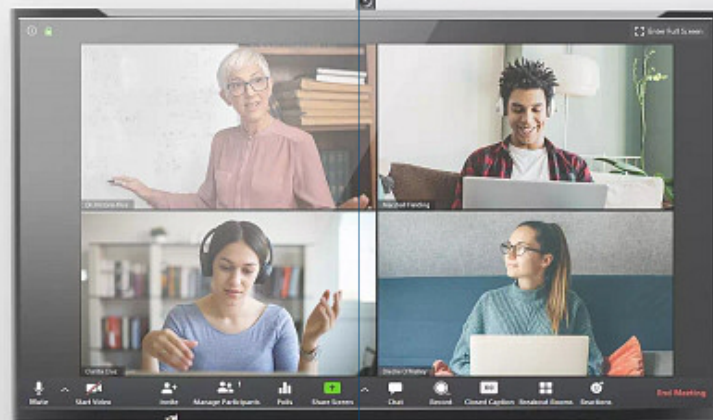 Enter Full Screen
Mute
Start Video
Invite
Manage Participants
1
Polls
Share Screen
Chat
Record
Closed Caption
Breakout Rooms
Reactions
End Meeting